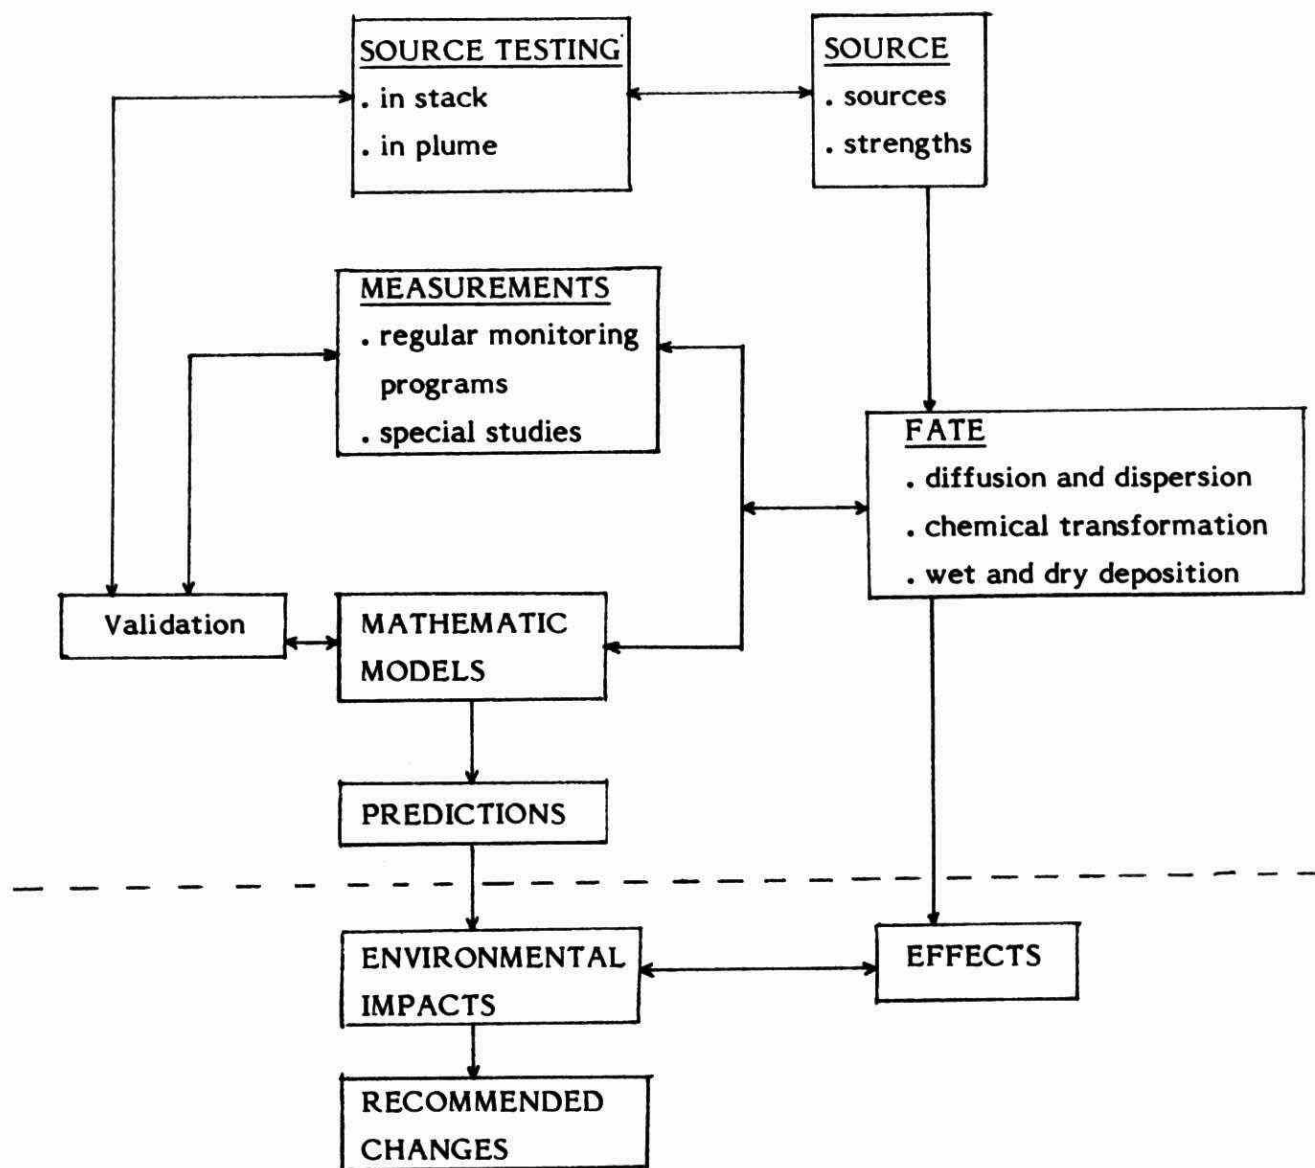 SOURCE TESTING
. in stack
. in plume
SOURCE
. sources
. strengths
MEASUREMENTS
. regular monitoring
programs
. special studies
FATE
. diffusion and dispersion
. chemical transformation
. wet and dry deposition
Validation
MATHEMATIC
MODELS
PREDICTIONS
ENVIRONMENTAL
IMPACTS
EFFECTS
RECOMMENDED
CHANGES